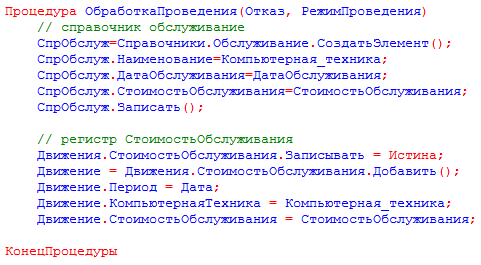 Процедура ОбработкаПроведения(Отказ, РежимПроведения)
// справочник обслуживание
СпрОбслуж=Справочники.Обслуживание.СоздатьЭлемент();
СпрОбслуж.Наименование=Компьютерная_техника;
СпрОбслуж.ДатаОбслуживания=ДатаОбслуживания;
СпрОбслуж.СтоимостьОбслуживания=СтоимостьОбслуживания;
СпрОбслуж.Записать();
// регистр СтоимостьОбслуживания
Движения.СтоимостьОбслуживания.Записывать = Истина;
Движение = Движения.СтоимостьОбслуживания.Добавить();
Движение.Период = Дата;
Движение.КомпьютернаяТехника = Компьютерная_техника;
Движение.СтоимостьОбслуживания = СтоимостьОбслуживания;
КонецПроцедуры